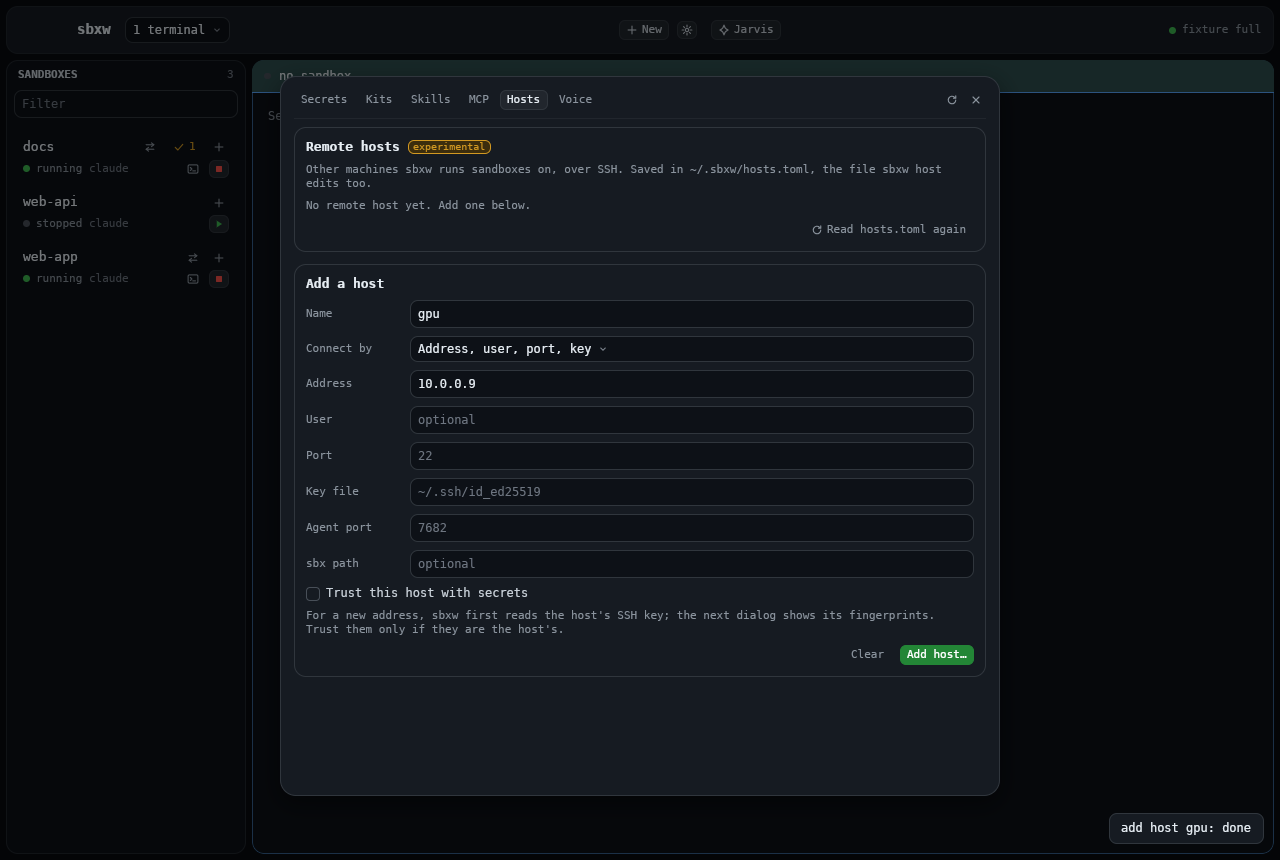 sbxw
1 terminal
New
Jarvis
fixture full
SANDBOXES 3
Filter
docs 1
running claude
web-api
stopped claude
web-app
running claude
no sandbox
Se
Secrets Kits Skills MCP Hosts Voice
Remote hosts experimental
Other machines sbxw runs sandboxes on, over SSH. Saved in ~/.sbxw/hosts.toml, the file sbxw host
edits too.
No remote host yet. Add one below.
Read hosts.toml again
Add a host
Name gpu
Connect by Address, user, port, key
Address 10.0.0.9
User optional
Port 22
Key file ~/.ssh/id_ed25519
Agent port 7682
sbx path optional
Trust this host with secrets
For a new address, sbxw first reads the host's SSH key; the next dialog shows its fingerprints.
Trust them only if they are the host's.
Clear Add host…
add host gpu: done